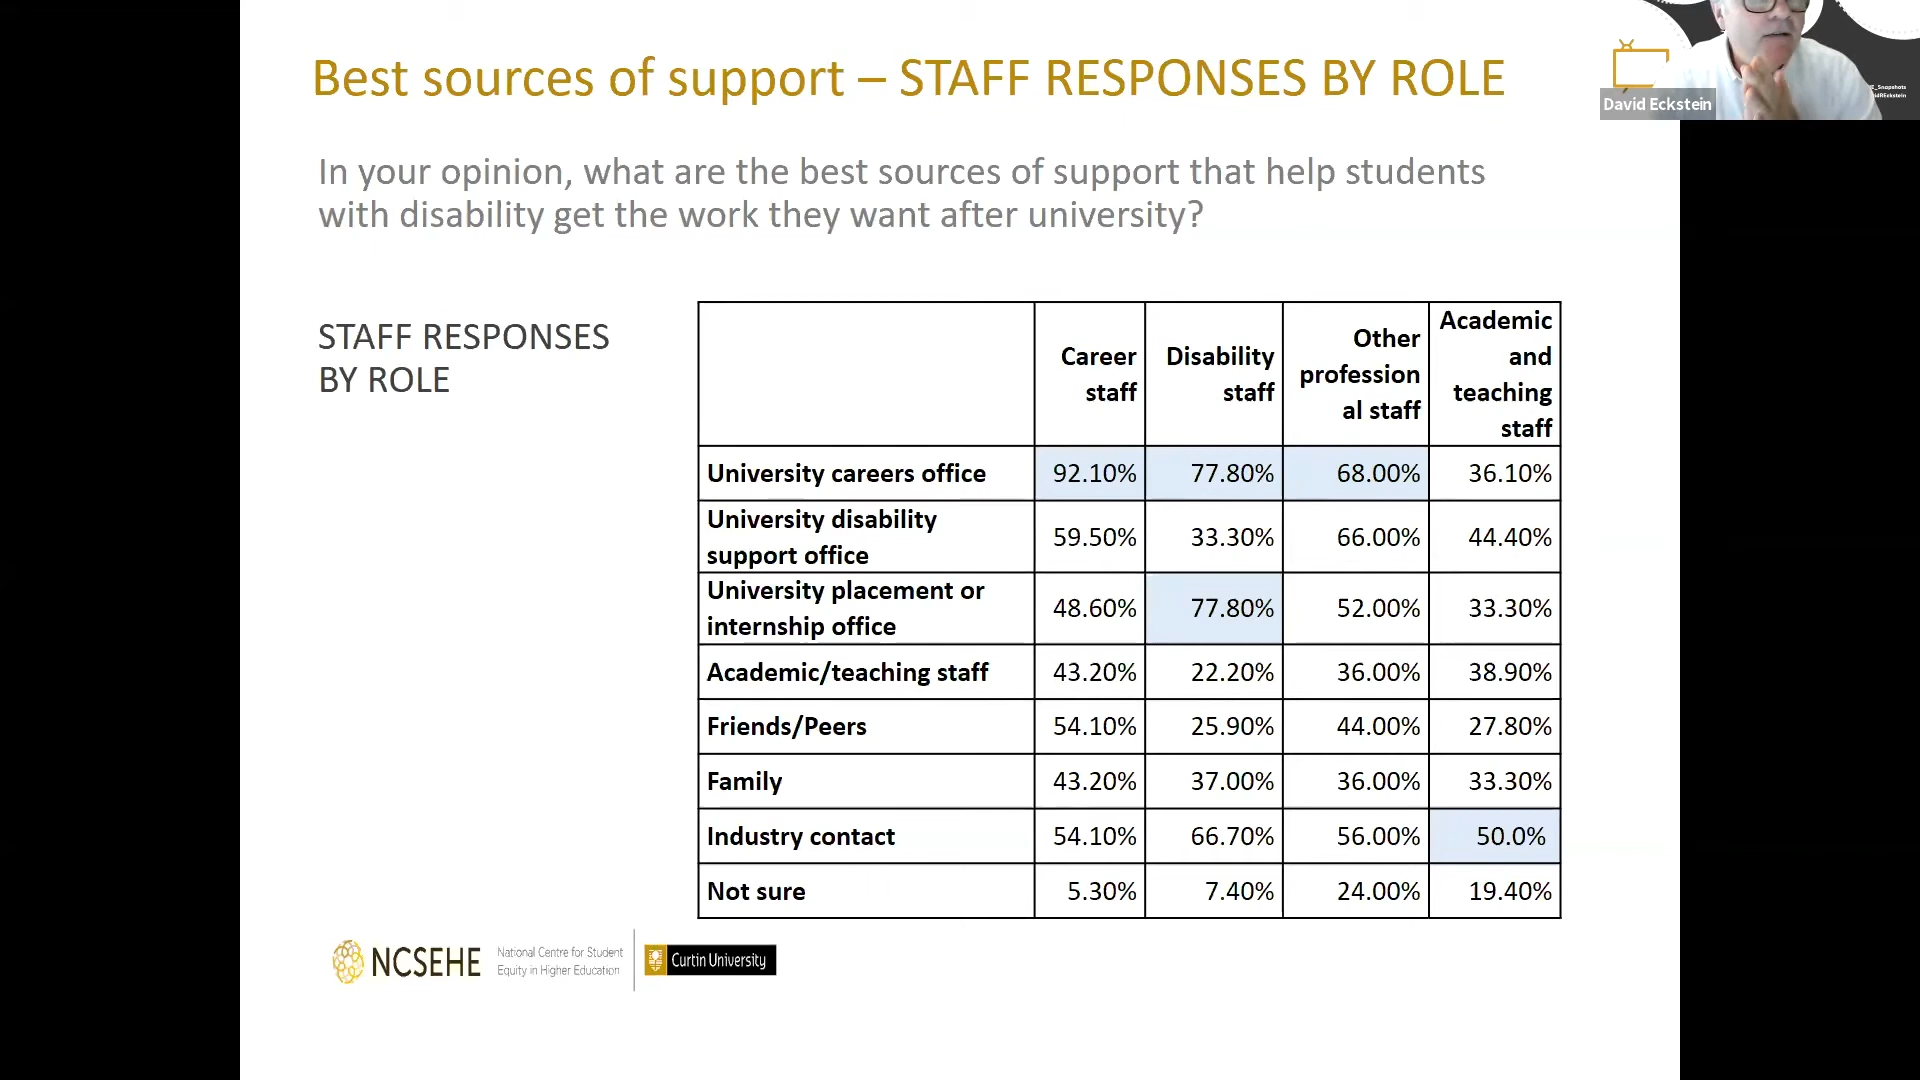 Best sources of support – STAFF RESPONSES BY ROLE
David Eckstein
In your opinion, what are the best sources of support that help students
with disability get the work they want after university?
STAFF RESPONSES
BY ROLE
Career
staff
Disability
staff
Other
profession
al staff
Academic
and
teaching
staff
University careers office 92.10% 77.80% 68.00% 36.10%
University disability
support office 59.50% 33.30% 66.00% 44.40%
University placement or
internship office 48.60% 77.80% 52.00% 33.30%
Academic/teaching staff 43.20% 22.20% 36.00% 38.90%
Friends/Peers 54.10% 25.90% 44.00% 27.80%
Family 43.20% 37.00% 36.00% 33.30%
Industry contact 54.10% 66.70% 56.00% 50.0%
Not sure 5.30% 7.40% 24.00% 19.40%
NCSEHE
National Centre for Student
Equity in Higher Education
Curtin University